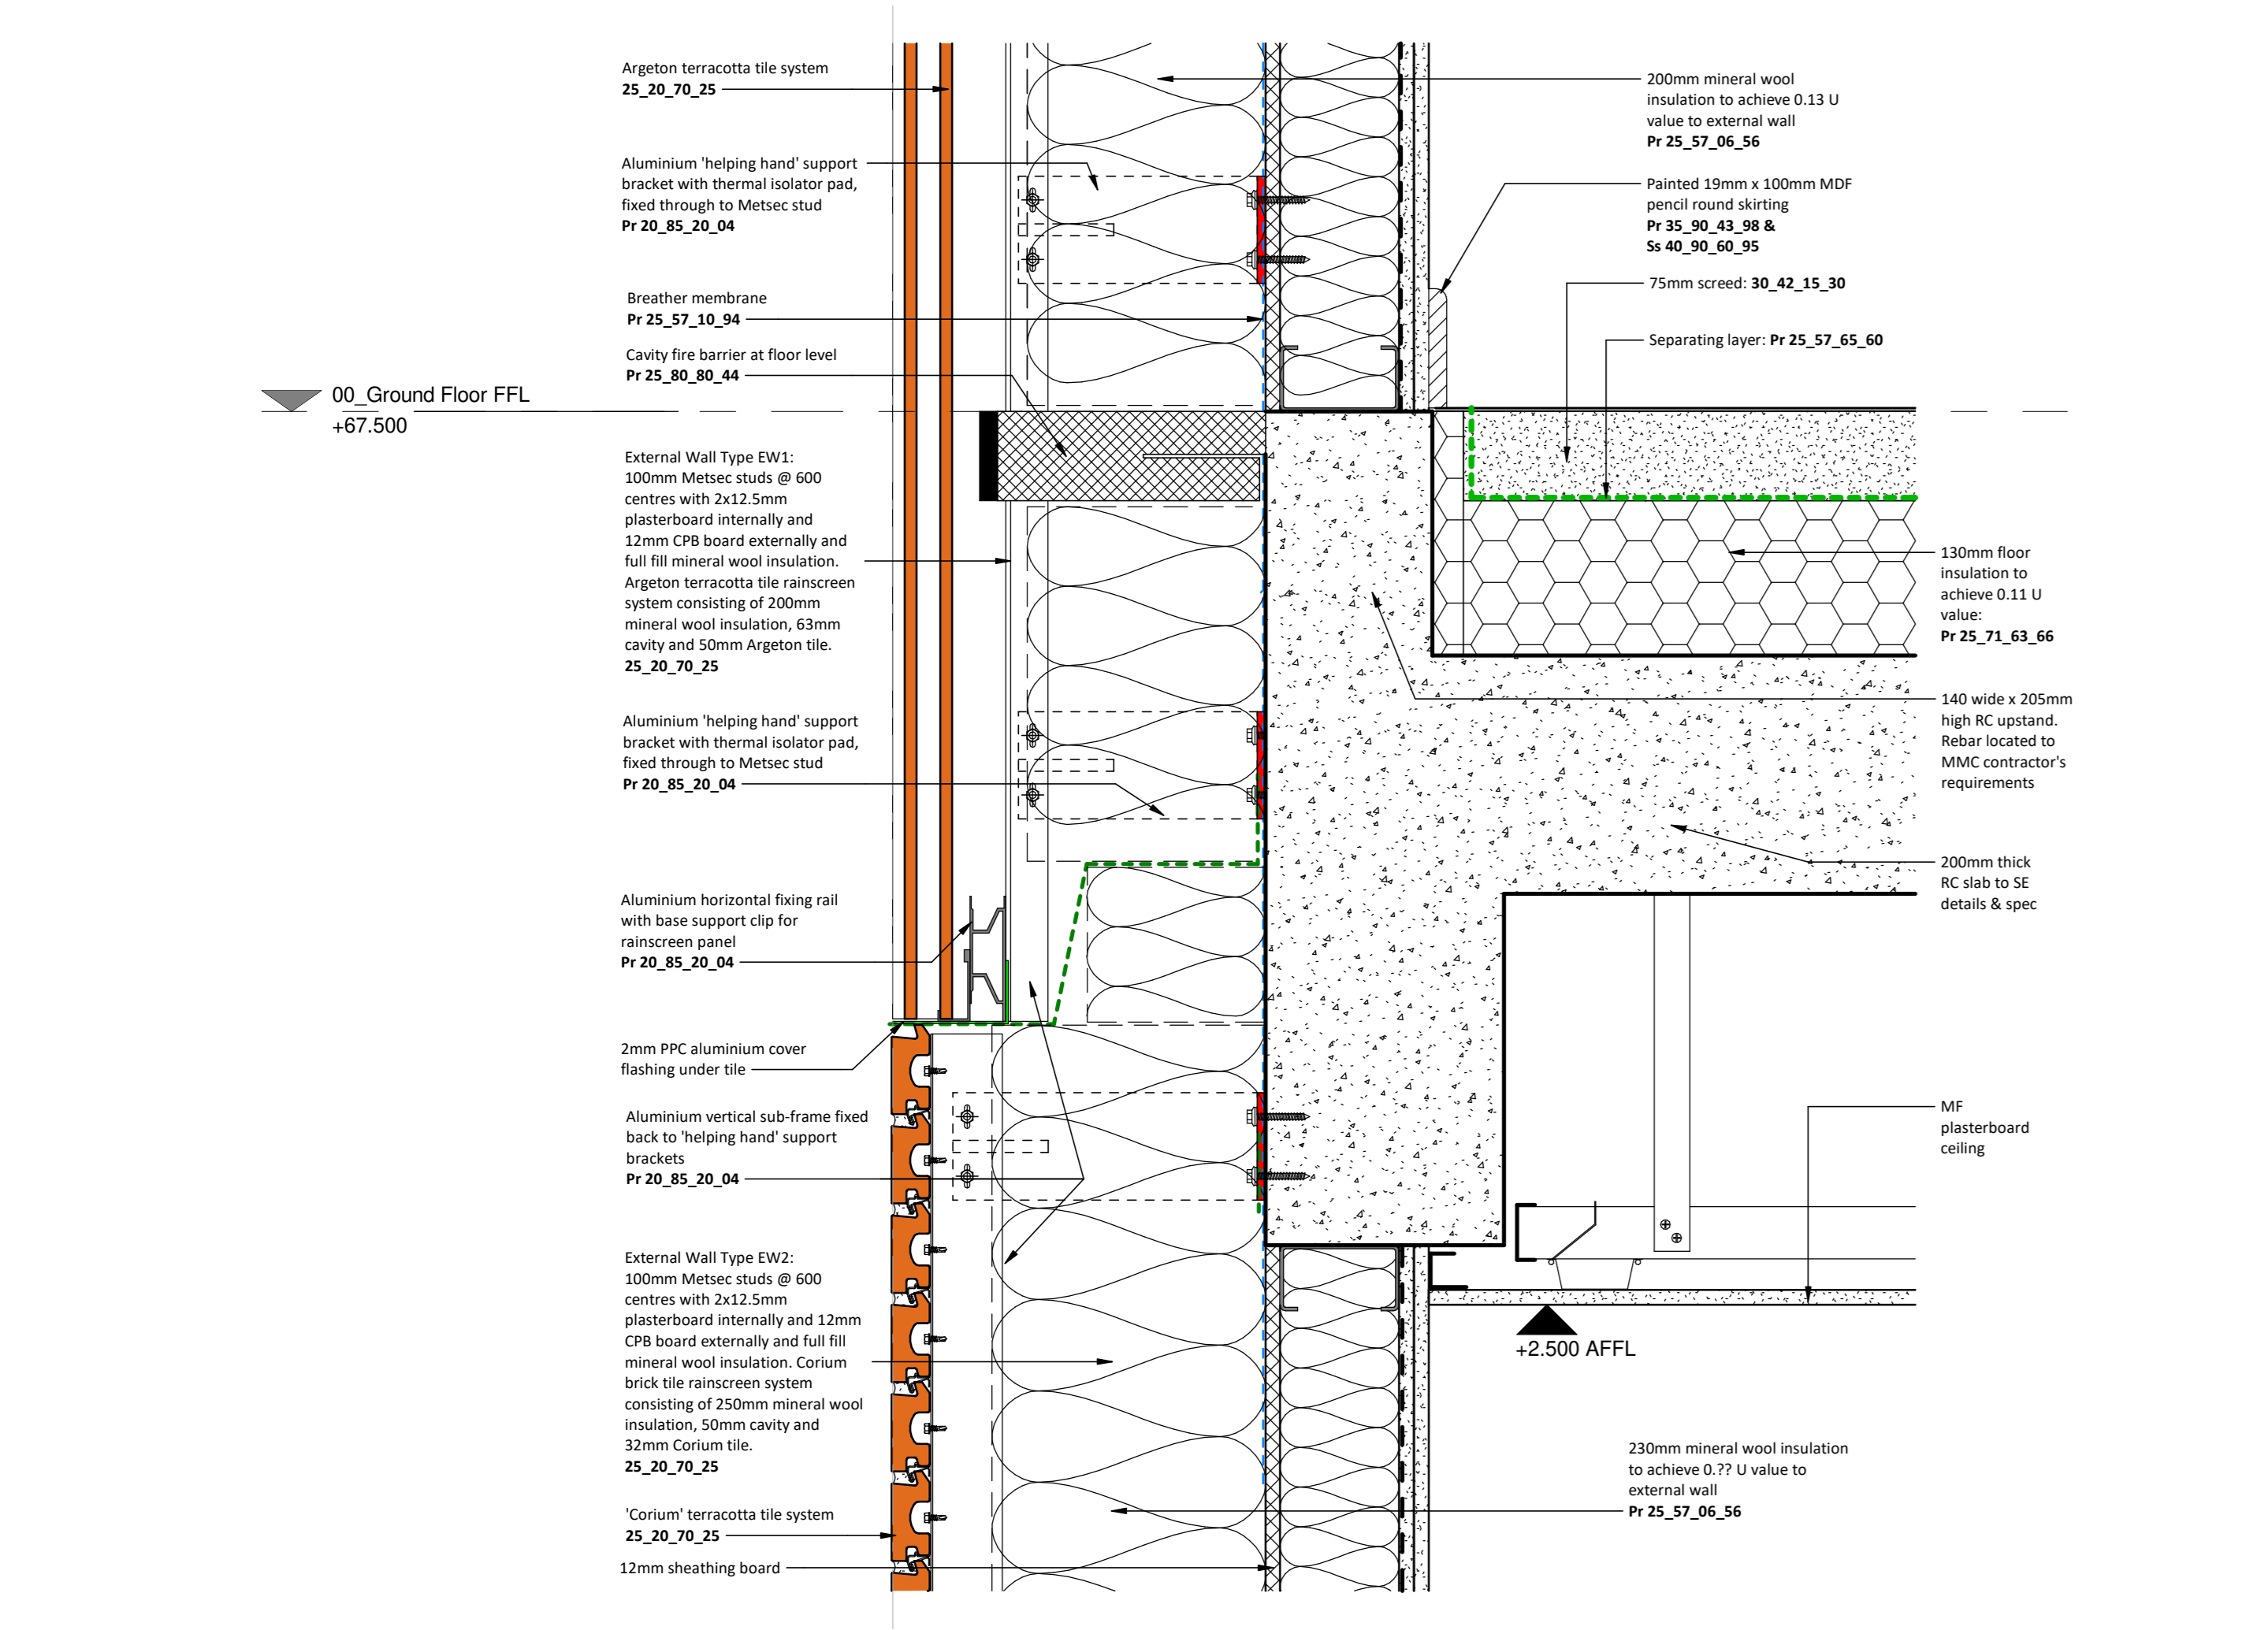 Argeton terracotta tile system
25_20_70_25
Aluminium 'helping hand' support
bracket with thermal isolator pad,
fixed through to Metsec stud
Pr 20_85_20_04
Breather membrane
Pr 25_57_10_94
Cavity fire barrier at floor level
Pr 25_80_80_44
00_Ground Floor FFL
+67.500
External Wall Type EW1:
100mm Metsec studs @ 600
centres with 2x12.5mm
plasterboard internally and
12mm CPB board externally and
full fill mineral wool insulation.
Argeton terracotta tile rainscreen
system consisting of 200mm
mineral wool insulation, 63mm
cavity and 50mm Argeton tile.
25_20_70_25
Aluminium 'helping hand' support
bracket with thermal isolator pad,
fixed through to Metsec stud
Pr 20_85_20_04
Aluminium horizontal fixing rail
with base support clip for
rainscreen panel
Pr 20_85_20_04
2mm PPC aluminium cover
flashing under tile
Aluminium vertical sub-frame fixed
back to 'helping hand' support
brackets
Pr 20_85_20_04
External Wall Type EW2:
100mm Metsec studs @ 600
centres with 2x12.5mm
plasterboard internally and 12mm
CPB board externally and full fill
mineral wool insulation. Corium
brick tile rainscreen system
consisting of 250mm mineral wool
insulation, 50mm cavity and
32mm Corium tile.
25_20_70_25
'Corium' terracotta tile system
25_20_70_25
12mm sheathing board
200mm mineral wool
insulation to achieve 0.13 U
value to external wall
Pr 25_57_06_56
Painted 19mm x 100mm MDF
pencil round skirting
Pr 35_90_43_98 &
Ss 40_90_60_95
75mm screed: 30_42_15_30
Separating layer: Pr 25_57_65_60
130mm floor
insulation to
achieve 0.11 U
value:
Pr 25_71_63_66
140 wide x 205mm
high RC upstand.
Rebar located to
MMC contractor's
requirements
200mm thick
RC slab to SE
details & spec
MF
plasterboard
ceiling
+2.500 AFFL
230mm mineral wool insulation
to achieve 0.?? U value to
external wall
Pr 25_57_06_56